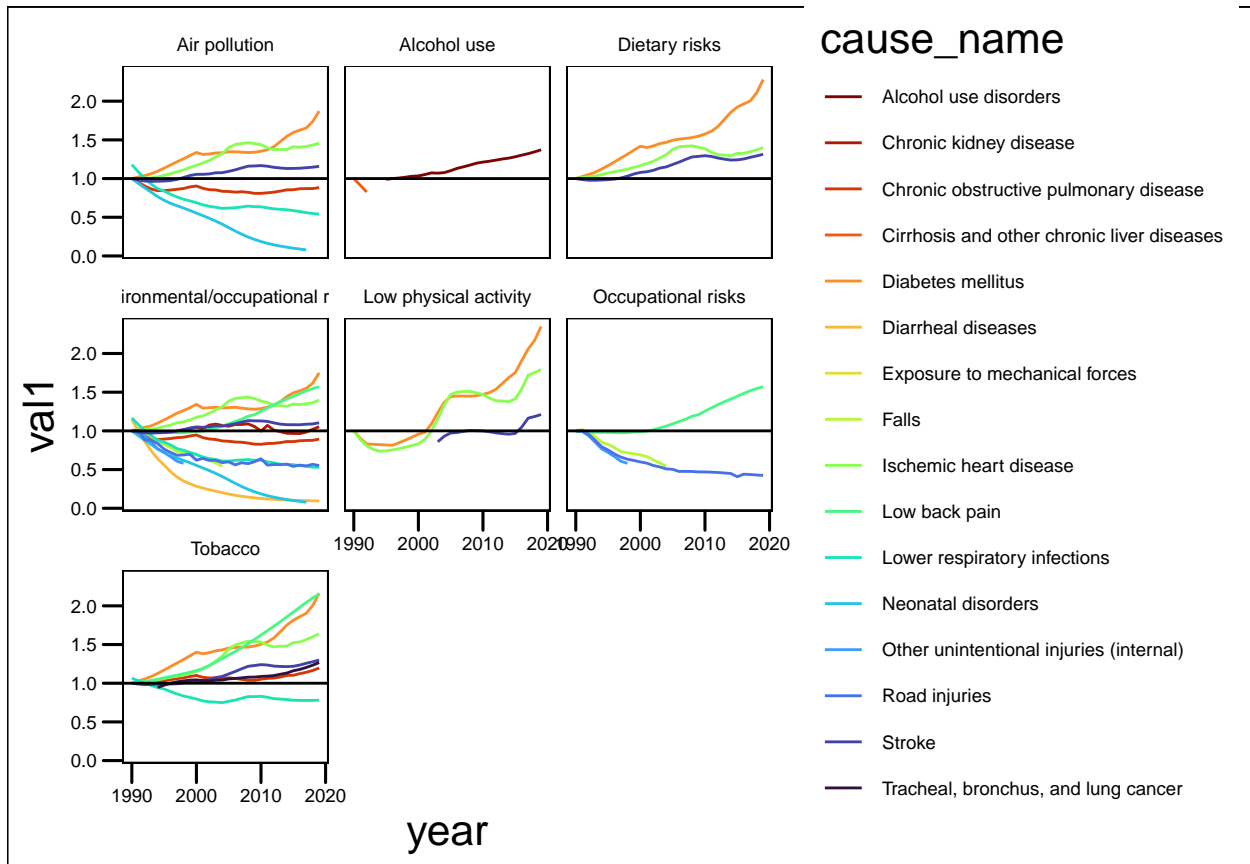 Air pollution
Alcohol use
Dietary risks
2.0
1.5
1.0
0.5
0.0
ironmental/occupational r
Low physical activity
Occupational risks
2.0
1.5
1.0
0.5
0.0
1990 2000 2010 2020
1990 2000 2010 2020
Tobacco
2.0
1.5
1.0
0.5
0.0
1990 2000 2010 2020
val1
year
cause_name
Alcohol use disorders
Chronic kidney disease
Chronic obstructive pulmonary disease
Cirrhosis and other chronic liver diseases
Diabetes mellitus
Diarrheal diseases
Exposure to mechanical forces
Falls
Ischemic heart disease
Low back pain
Lower respiratory infections
Neonatal disorders
Other unintentional injuries (internal)
Road injuries
Stroke
Tracheal, bronchus, and lung cancer